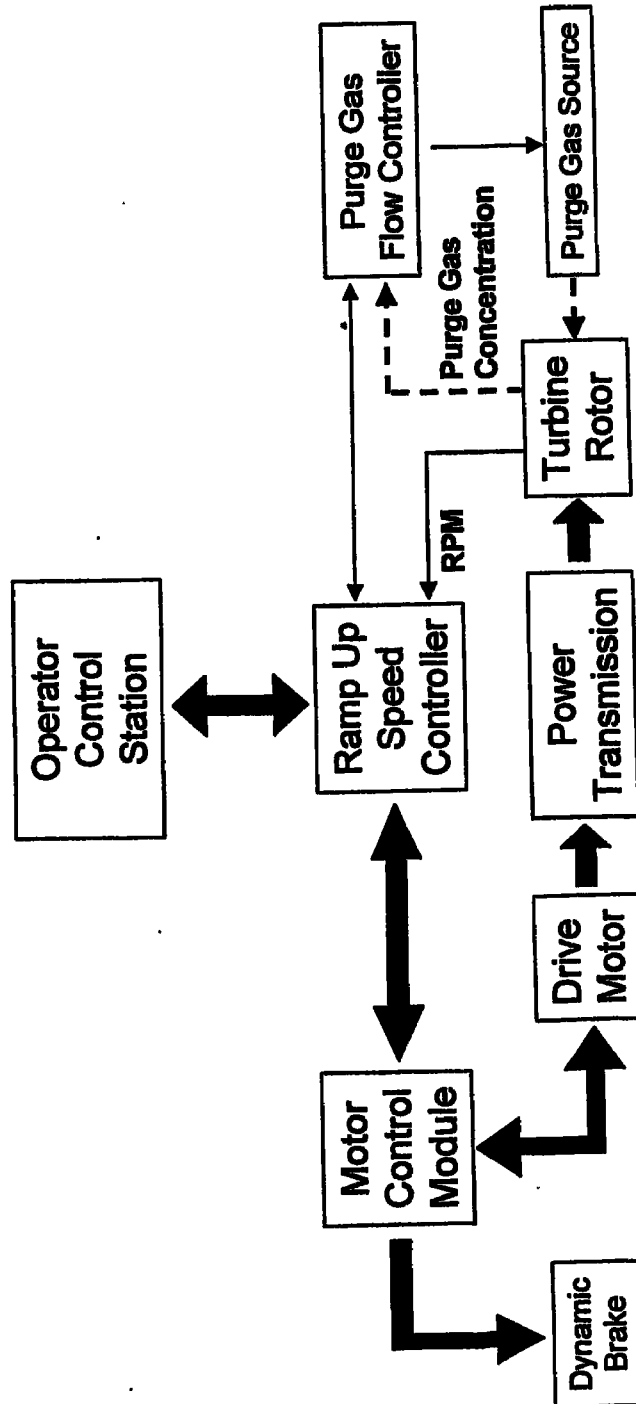 Operator
Control
Station
Motor
Control
Module
Ramp Up
Speed
Controller
Purge Gas
Flow Controller
RPM
Purge Gas
Concentration
Dynamic
Brake
Drive
Motor
Power
Transmission
Turbine
Rotor
Purge Gas Source